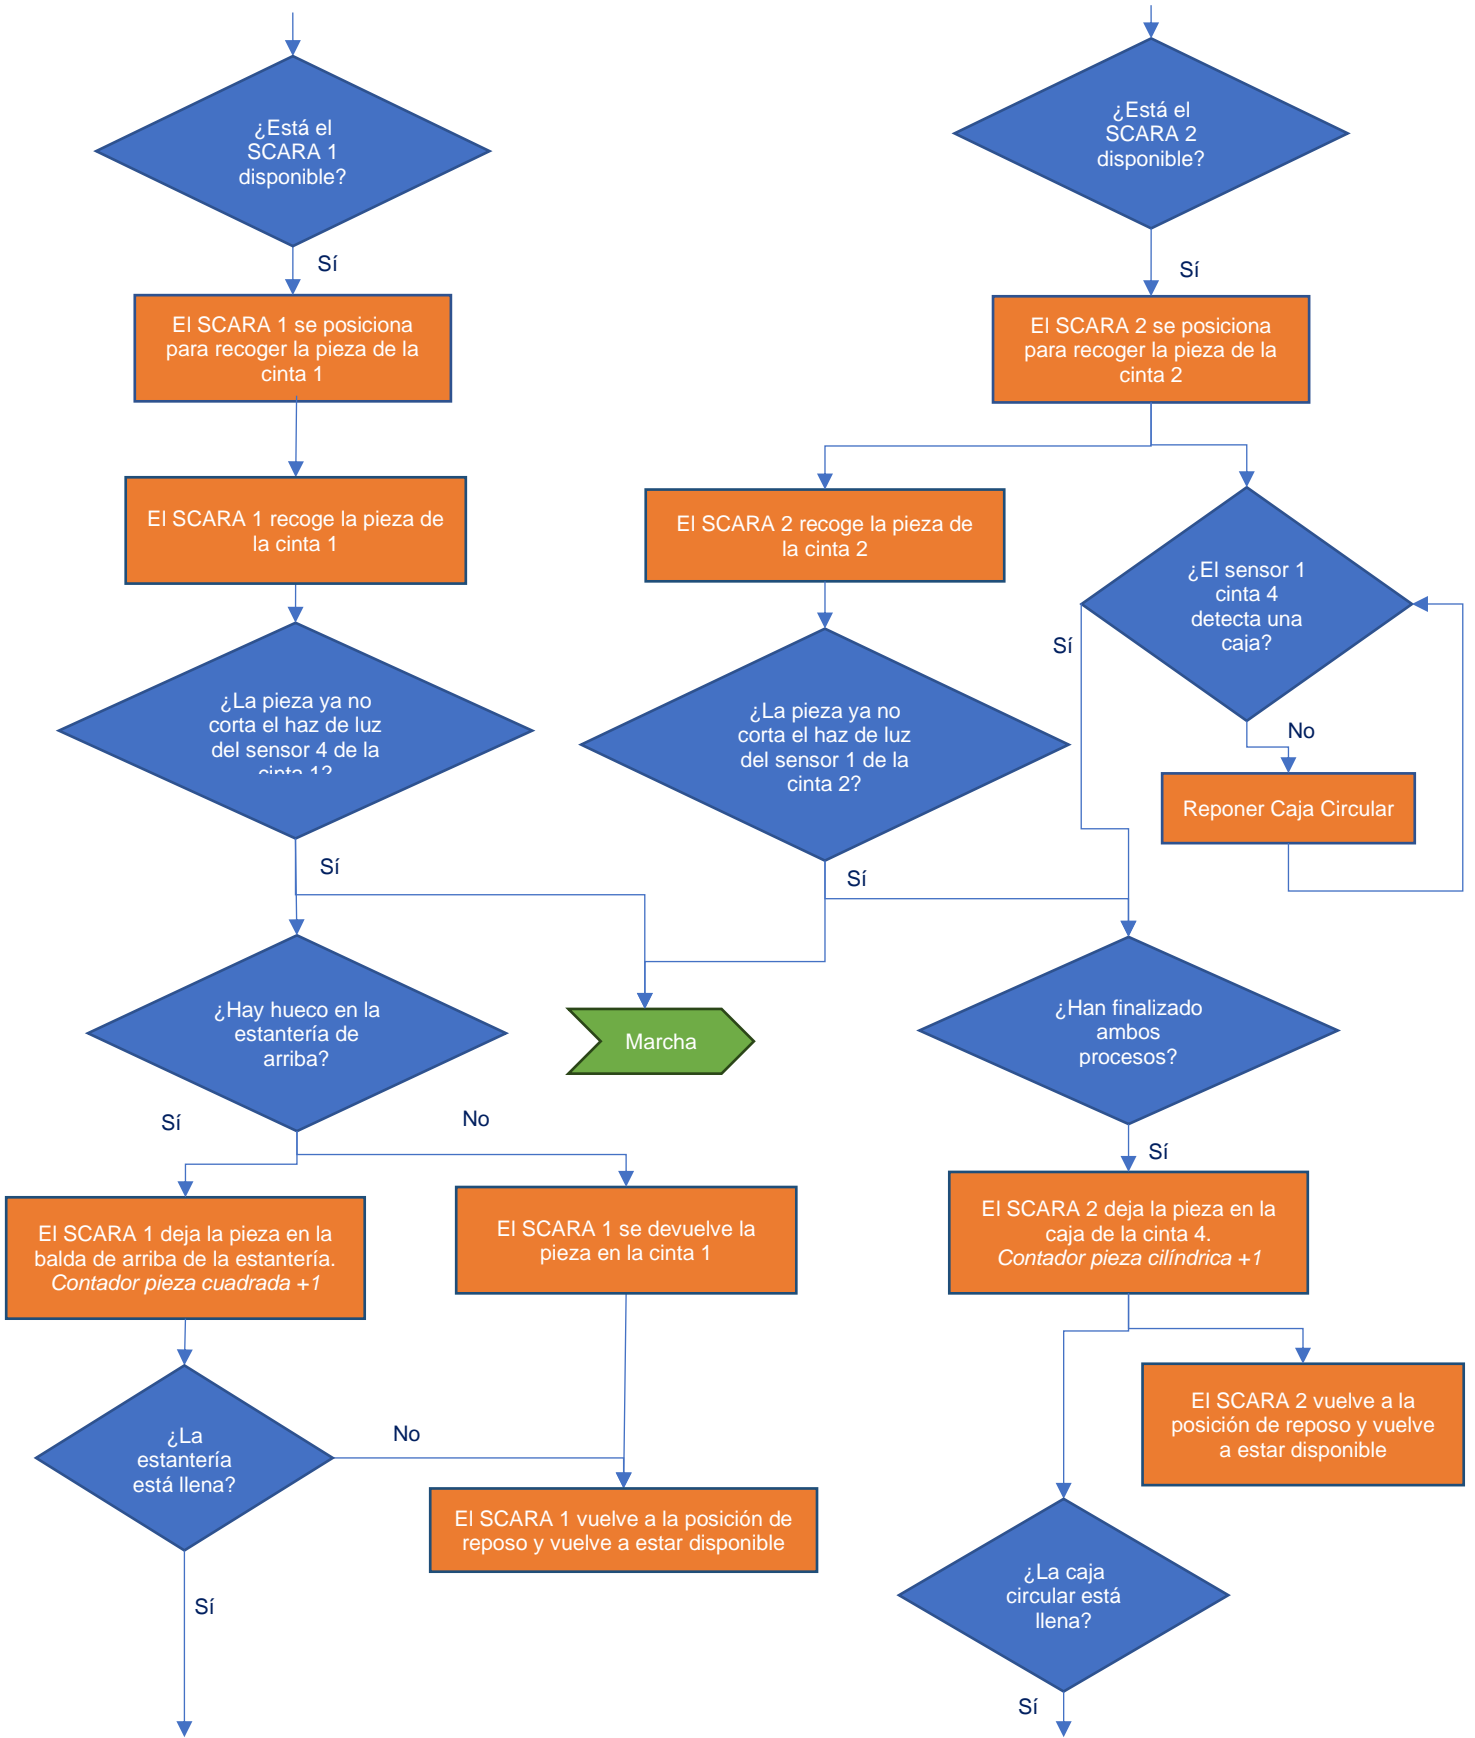 ¿Está el
SCARA 1
disponible?
Sí
El SCARA 1 se posiciona
para recoger la pieza de la
cinta 1
El SCARA 1 recoge la pieza de
la cinta 1
¿La pieza ya no
corta el haz de luz
del sensor 4 de la
cinta 1?
Sí
¿Hay hueco en la
estantería de
arriba?
Sí
No
El SCARA 1 deja la pieza en la
balda de arriba de la estantería.
Contador pieza cuadrada +1
El SCARA 1 se devuelve la
pieza en la cinta 1
¿La
estantería
está llena?
No
El SCARA 1 vuelve a la posición de
reposo y vuelve a estar disponible
Sí
Marcha
¿Está el
SCARA 2
disponible?
Sí
El SCARA 2 se posiciona
para recoger la pieza de la
cinta 2
El SCARA 2 recoge la pieza de
la cinta 2
¿La pieza ya no
corta el haz de luz
del sensor 1 de la
cinta 2?
Sí
¿El sensor 1
cinta 4
detecta una
caja?
Sí
No
Reponer Caja Circular
¿Han finalizado
ambos
procesos?
Sí
El SCARA 2 deja la pieza en la
caja de la cinta 4.
Contador pieza cilíndrica +1
El SCARA 2 vuelve a la
posición de reposo y vuelve
a estar disponible
¿La caja
circular está
llena?
Sí